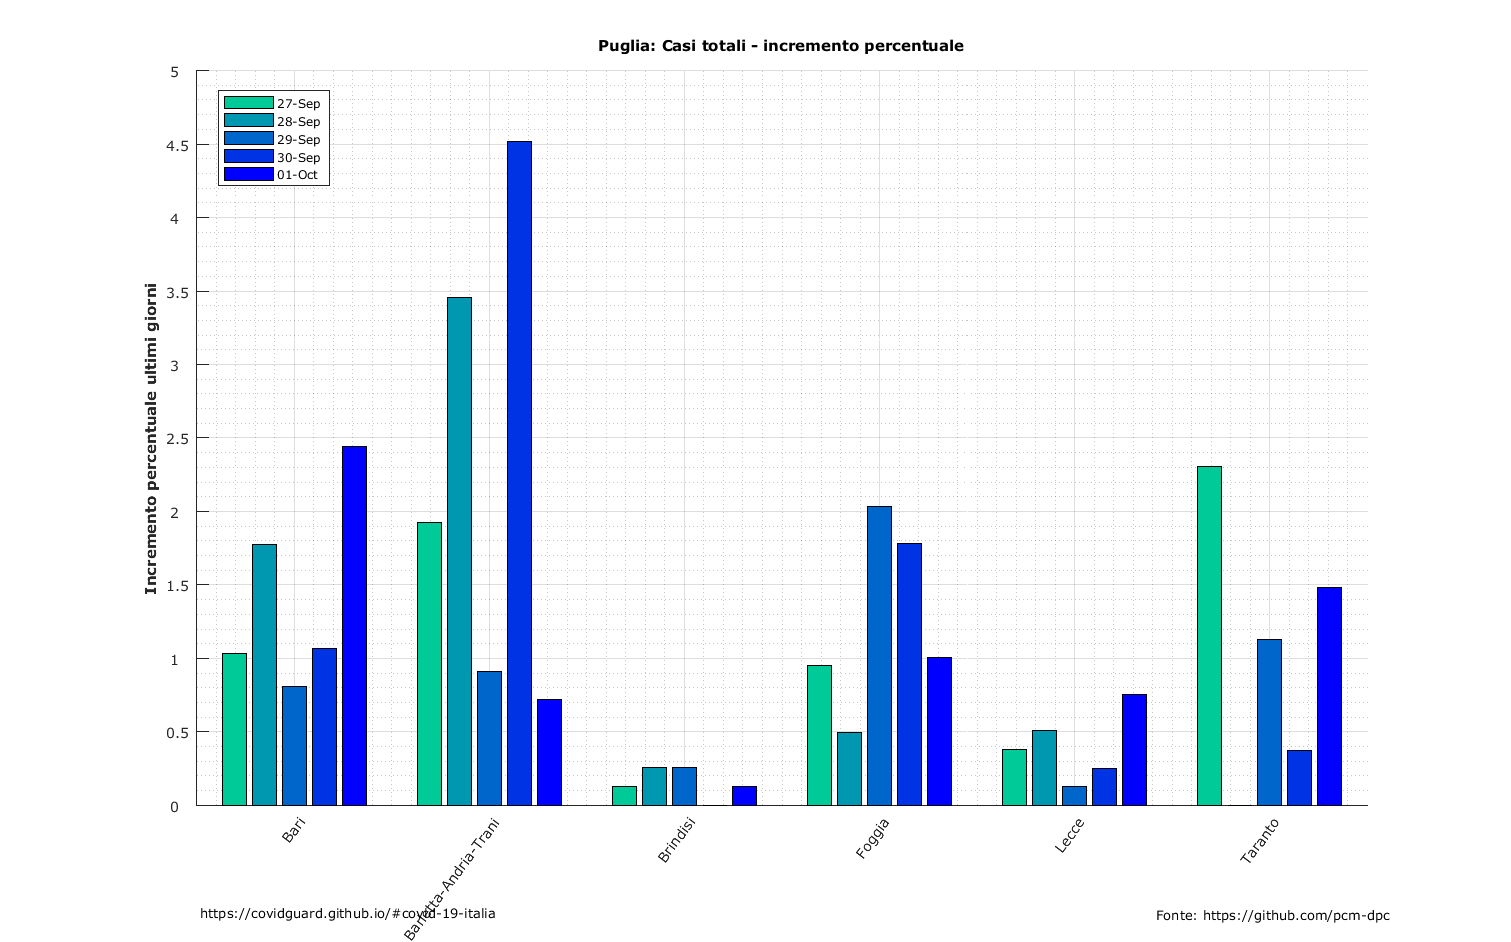 Puglia: Casi totali - incremento percentuale
Incremento percentuale ultimi giorni
5
4.5
4
3.5
3
2.5
2
1.5
1
0.5
0
27-Sep
28-Sep
29-Sep
30-Sep
01-Oct
Bari
Barletta-Andria-Trani
Brindisi
Foggia
Lecce
Taranto
https://covidguard.github.io/#covid-19-italia
Fonte: https://github.com/pcm-dpc